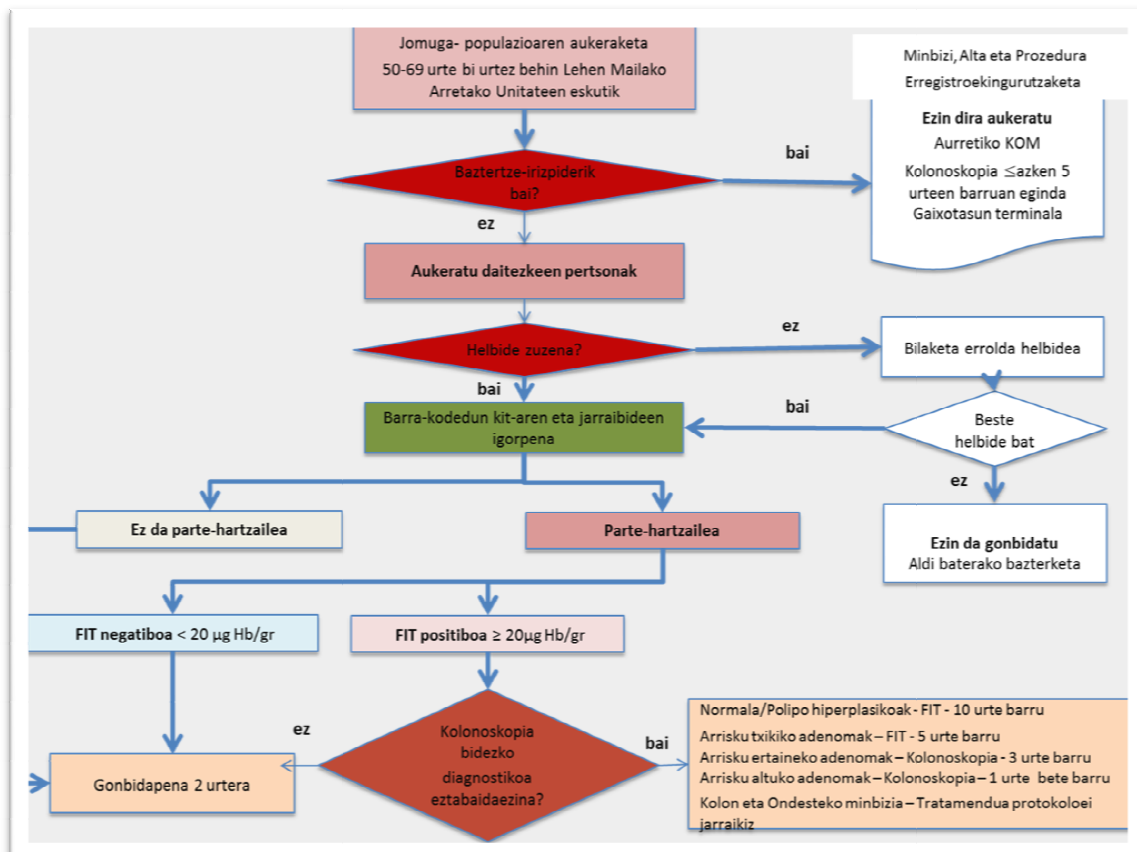 Jomuga- populazioaren aukeraketa
50-69 urte bi urtez behin Lehen Mailako
Arretako Unitateen eskutik
Minbizi, Alta eta Prozedura
Erregistroekingurutzaketa
Ezin dira aukeratu
Aurretiko KOM
Kolonoskopia ≤azken 5
urteen barruan eginda
Gaixotasun terminala
bai
Baztertze-irizpiderik
bai?
ez
Aukeratu daitezkeen pertsonak
ez
Helbide zuzena?
Bilaketa errolda helbidea
bai
bai
Barra-kodedun kit-aren eta jarraibideen
igorpena
Beste
helbide bat
ez
Ez da parte-hartzailea
Parte-hartzailea
Ezin da gonbidatu
Aldi baterako bazterketa
FIT negatiboa < 20 µg Hb/gr
FIT positiboa ≥ 20µg Hb/gr
ez
Kolonoskopia
bidezko
diagnostikoa
eztabaidaezina?
bai
Gonbidapena 2 urtera
Normala/Polipo hiperplasikoak - FIT - 10 urte barru
Arrisku txikiko adenomak – FIT - 5 urte barru
Arrisku ertaineko adenomak – Kolonoskopia - 3 urte barru
Arrisku altuko adenomak – Kolonoskopia – 1 urte bete barru
Kolon eta Ondesteko minbizia – Tratamendua protokoloei
jarraikiz